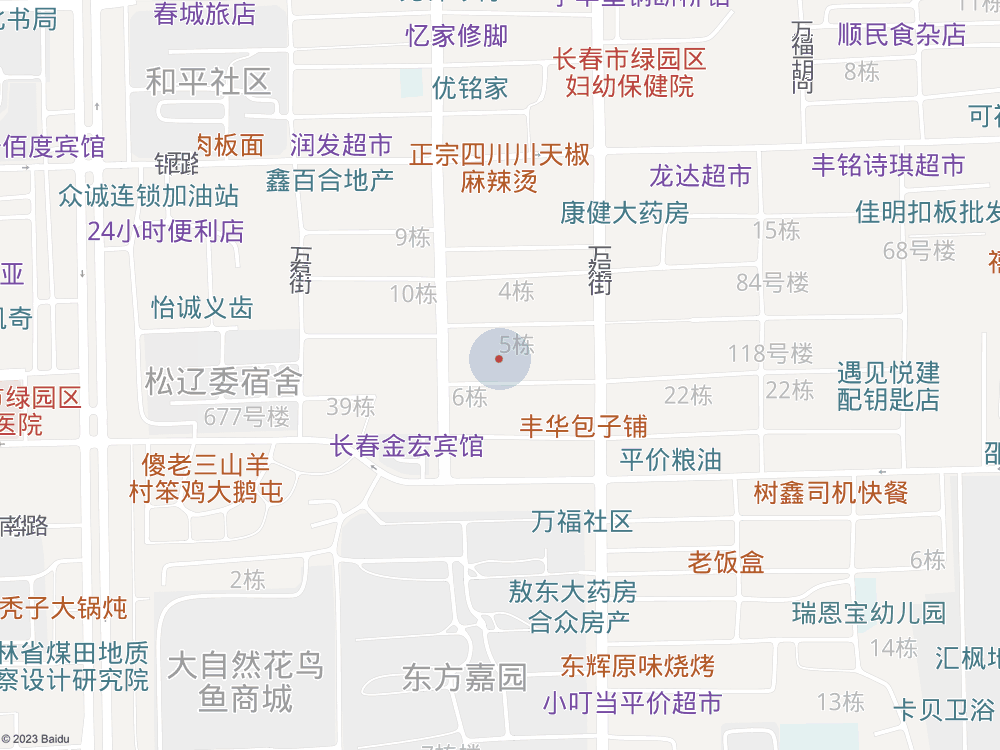 春城旅店
忆家修脚
顺民食杂店
长春市绿园区
妇幼保健院
8栋
和平社区
优铭家
佰度宾馆
肉板面
润发超市
正宗四川川天椒
麻辣烫
龙达超市
丰铭诗琪超市
众诚连锁加油站
鑫百合地产
康健大药房
佳明扣板批发
24小时便利店
9栋
15栋
68号楼
万福街
10栋
4栋
84号楼
怡诚义齿
5栋
118号楼
遇见悦建
配钥匙店
松辽委宿舍
677号楼
39栋
6栋
22栋
22栋
市绿园区
医院
丰华包子铺
长春金宏宾馆
平价粮油
傻老三山羊
村笨鸡大鹅屯
树鑫司机快餐
万福社区
老饭盒
6栋
2栋
敖东大药房
合众房产
秃子大锅炖
瑞恩宝幼儿园
林省煤田地质
察设计研究院
大自然花鸟
鱼商城
东方嘉园
东辉原味烧烤
小叮当平价超市
14栋
13栋
卡贝卫浴
© 2023 Baidu